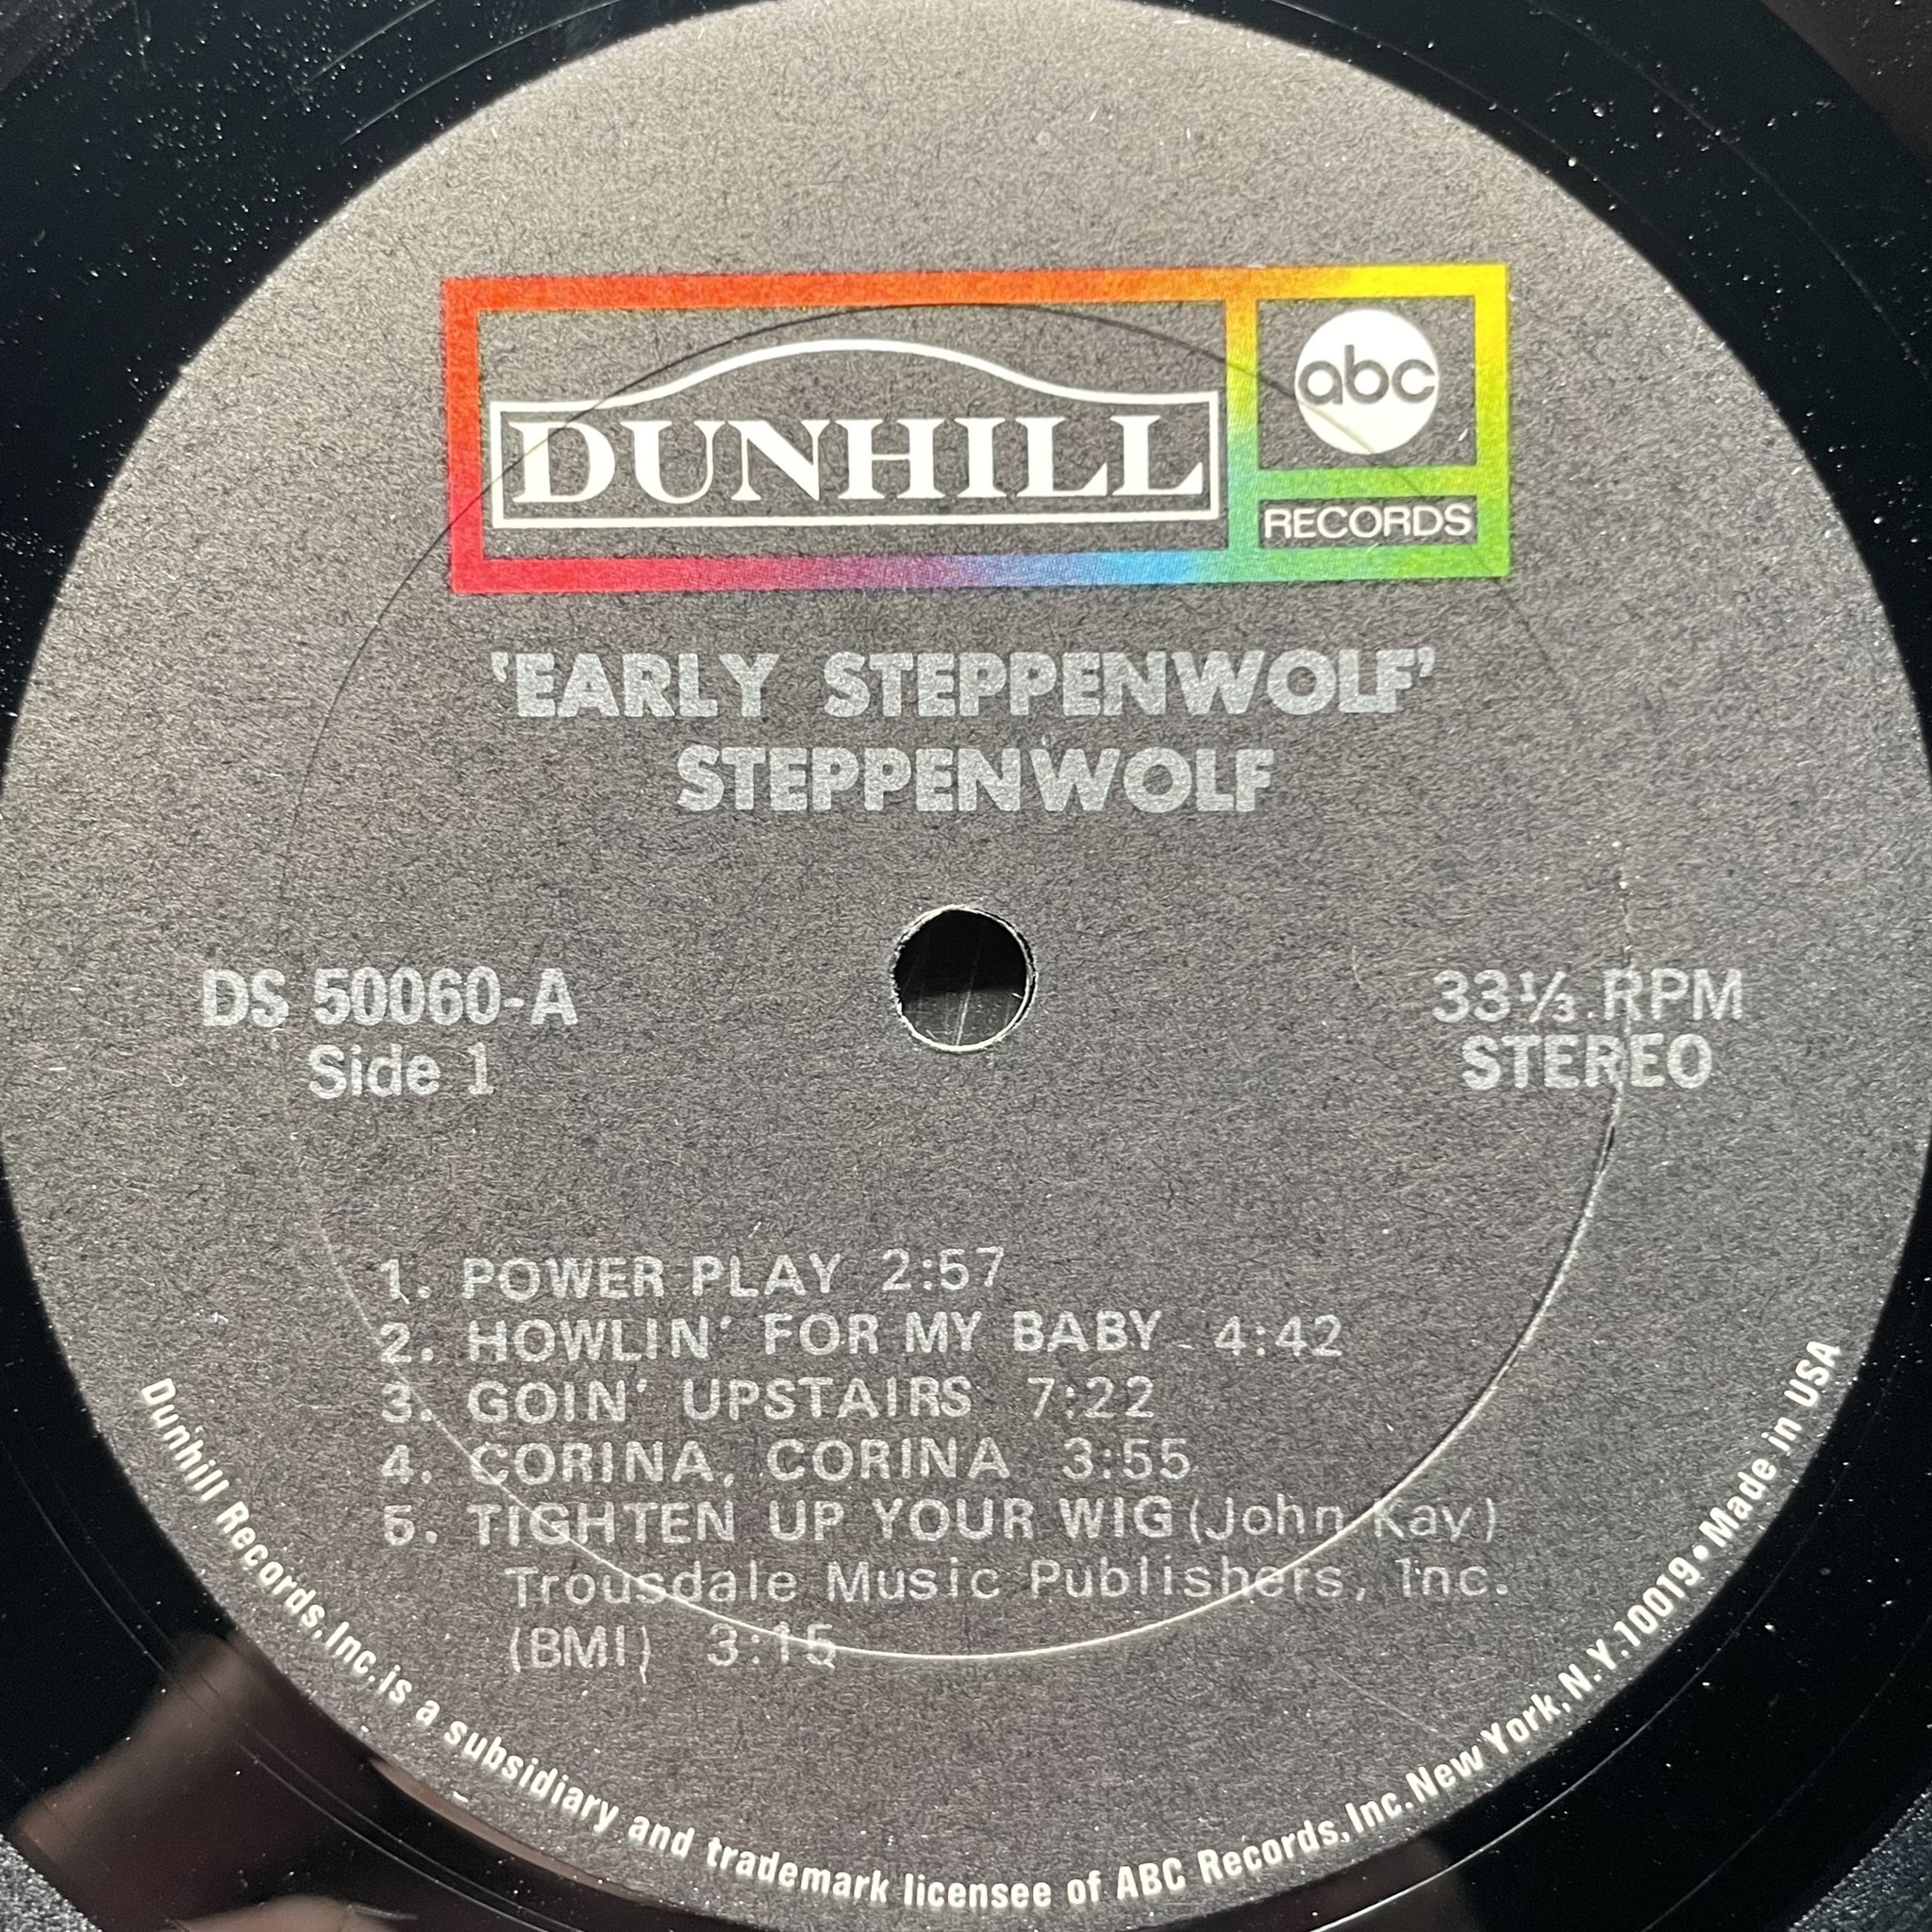 DUNHILL
abc
RECORDS
'EARLY STEPPENWOLF'
STEPPENWOLF
DS 50060-A
Side 1
33⅓ RPM
STEREO
1. POWER PLAY 2:57
2. HOWLIN' FOR MY BABY 4:42
3. GOIN' UPSTAIRS 7:22
4. CORINA, CORINA 3:55
5. TIGHTEN UP YOUR WIG (John Kay)
Trousdale Music Publishers, Inc.
(BMI) 3:15
Dunhill Records, Inc. is a subsidiary and trademark licensee of ABC Records, Inc. New York, N.Y. 10019 • Made in USA